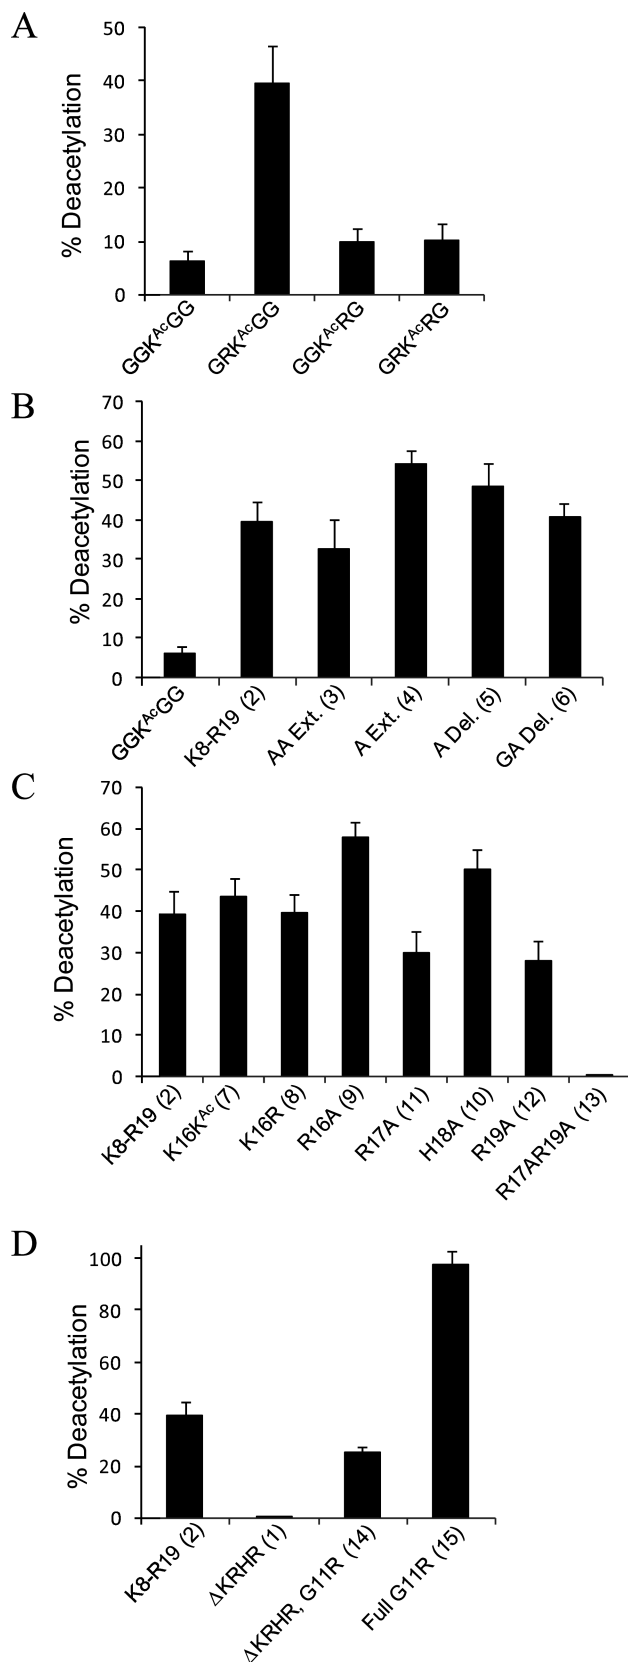 A
% Deacetylation
50
40
30
20
10
0
GGKᴬᶜGG
GRKᴬᶜGG
GGKᴬᶜRG
GRKᴬᶜRG
B
% Deacetylation
70
60
50
40
30
20
10
0
GGKᴬᶜGG
K8-R19 (2)
AA Ext. (3)
A Ext. (4)
A Del. (5)
GA Del. (6)
C
% Deacetylation
70
60
50
40
30
20
10
0
K8-R19 (2)
K16Kᴬᶜ (7)
K16R (8)
R16A (9)
R17A (11)
H18A (10)
R19A (12)
R17AR19A (13)
D
% Deacetylation
100
80
60
40
20
0
K8-R19 (2)
ΔKRHR (1)
ΔKRHR, G11R (14)
Full G11R (15)